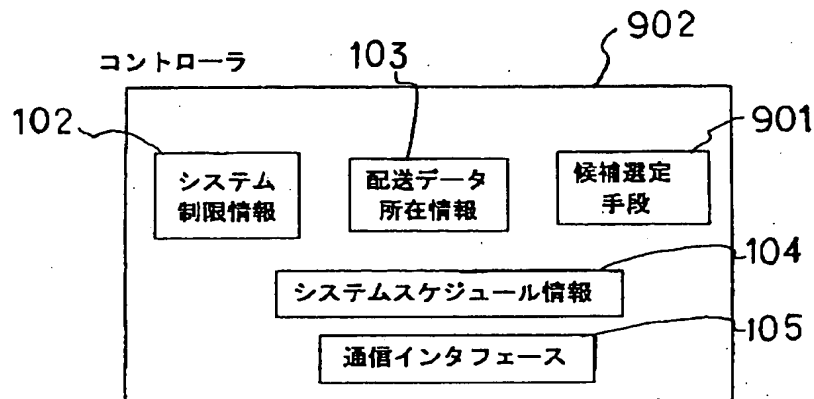 902
コントローラ
103
102
901
システム
制限情報
配送データ
所在情報
候補選定
手段
104
システムスケジュール情報
105
通信インタフェース